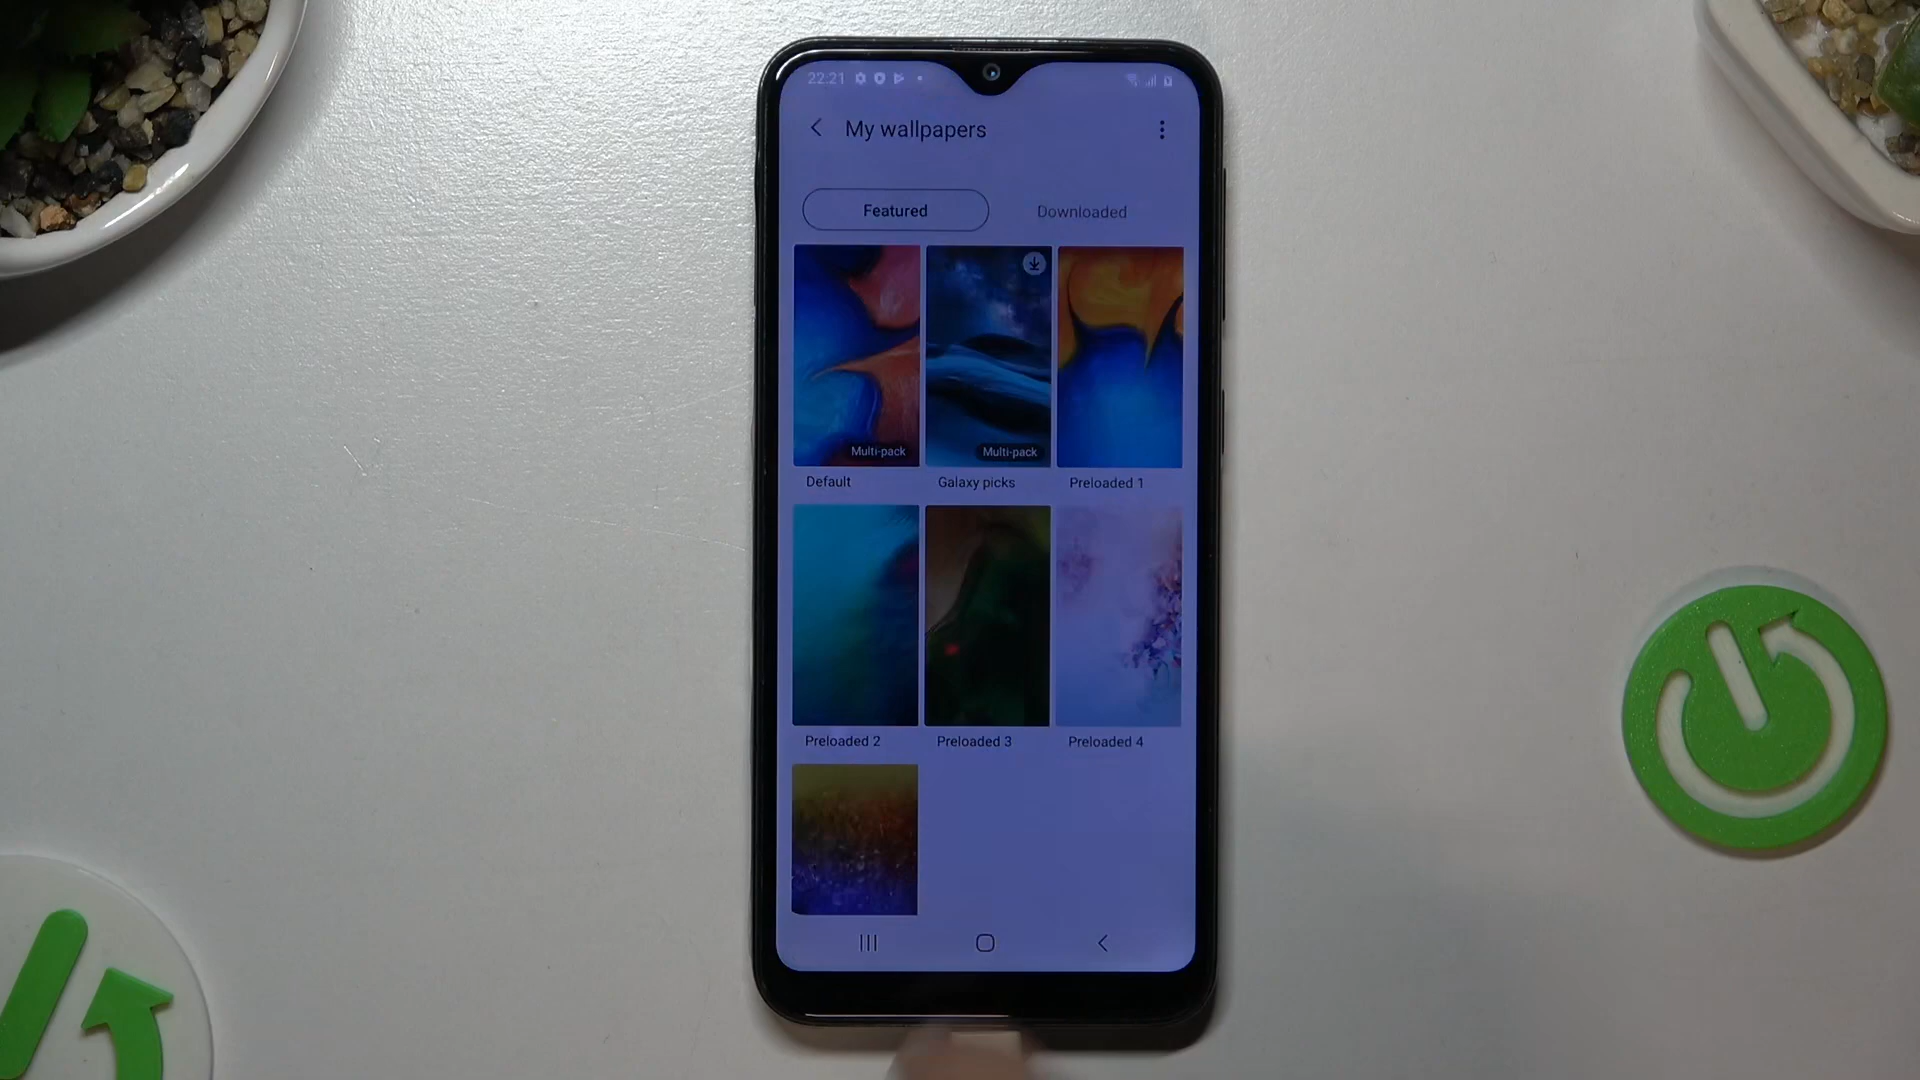 22:21
My wallpapers
Featured
Downloaded
Multi-pack
Multi-pack
Default
Galaxy picks
Preloaded 1
Preloaded 2
Preloaded 3
Preloaded 4